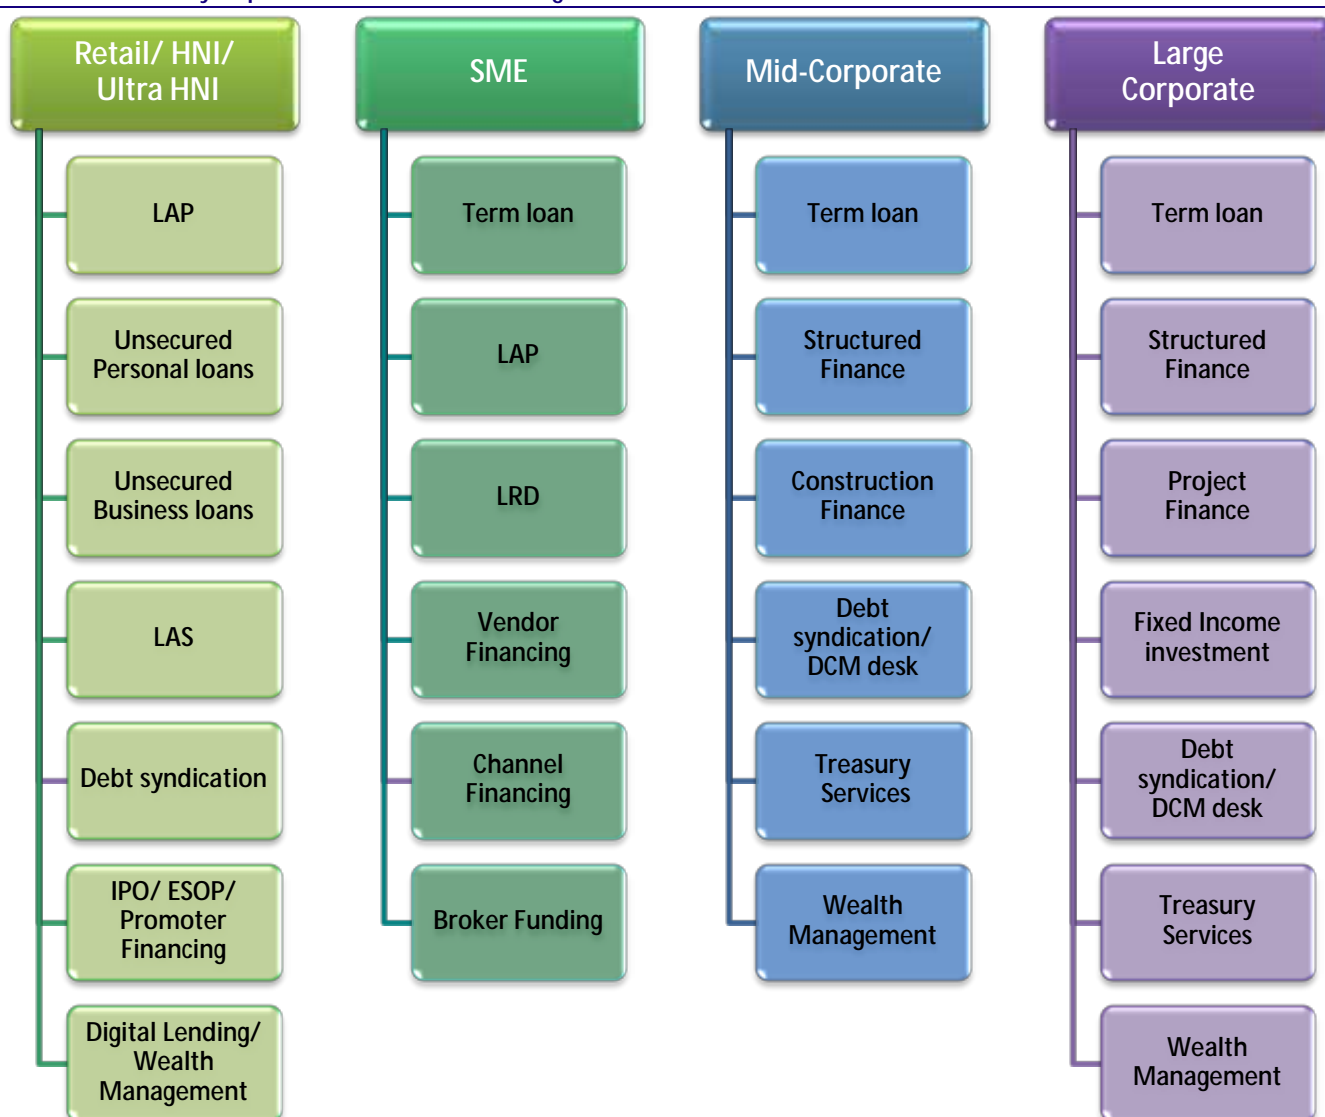 Retail/ HNI/
Ultra HNI
LAP
Unsecured
Personal loans
Unsecured
Business loans
LAS
Debt syndication
IPO/ ESOP/
Promoter
Financing
Digital Lending/
Wealth
Management
SME
Term loan
LAP
LRD
Vendor
Financing
Channel
Financing
Broker Funding
Mid-Corporate
Term loan
Structured
Finance
Construction
Finance
Debt
syndication/
DCM desk
Treasury
Services
Wealth
Management
Large
Corporate
Term loan
Structured
Finance
Project
Finance
Fixed Income
investment
Debt
syndication/
DCM desk
Treasury
Services
Wealth
Management